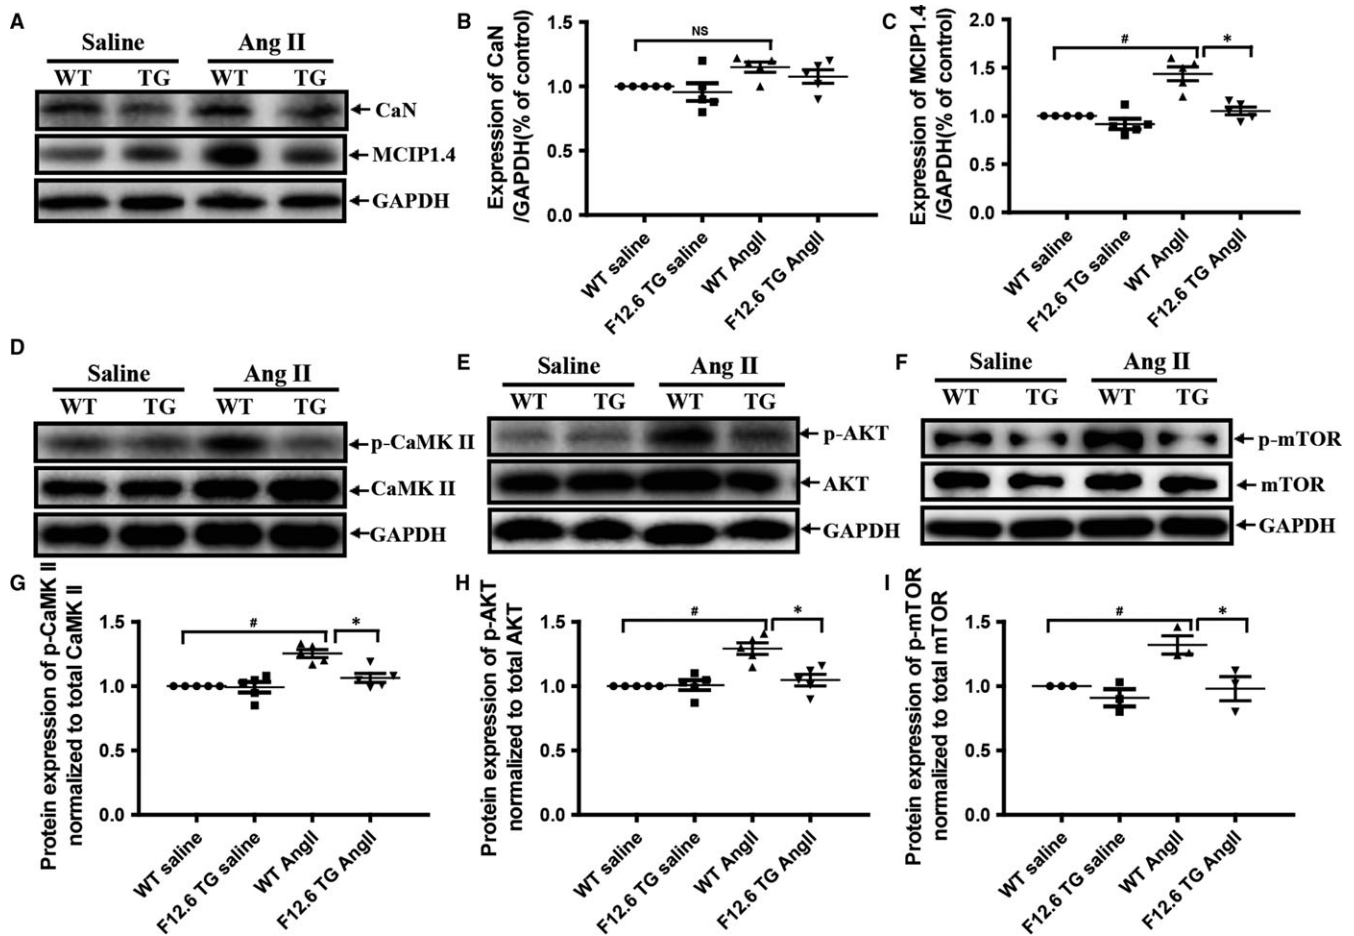 A
Saline
Ang II
WT
TG
WT
TG
CaN
MCIP1.4
GAPDH
B
Expression of CaN
/GAPDH(% of control)
1.5
1.0
0.5
0.0
NS
WT saline
F12.6 TG saline
WT AngII
F12.6 TG AngII
C
Expression of MCIP1.4
/GAPDH(% of control)
2.0
1.5
1.0
0.5
0.0
#
*
WT saline
F12.6 TG saline
WT AngII
F12.6 TG AngII
D
Saline
Ang II
WT
TG
WT
TG
p-CaMK II
CaMK II
GAPDH
E
Saline
Ang II
WT
TG
WT
TG
p-AKT
AKT
GAPDH
F
Saline
Ang II
WT
TG
WT
TG
p-mTOR
mTOR
GAPDH
G
Protein expression of p-CaMK II
normalized to total CaMK II
1.5
1.0
0.5
0.0
#
*
WT saline
F12.6 TG saline
WT AngII
F12.6 TG AngII
H
Protein expression of p-AKT
normalized to total AKT
1.5
1.0
0.5
0.0
#
*
WT saline
F12.6 TG saline
WT AngII
F12.6 TG AngII
I
Protein expression of p-mTOR
normalized to total mTOR
1.5
1.0
0.5
0.0
#
*
WT saline
F12.6 TG saline
WT AngII
F12.6 TG AngII